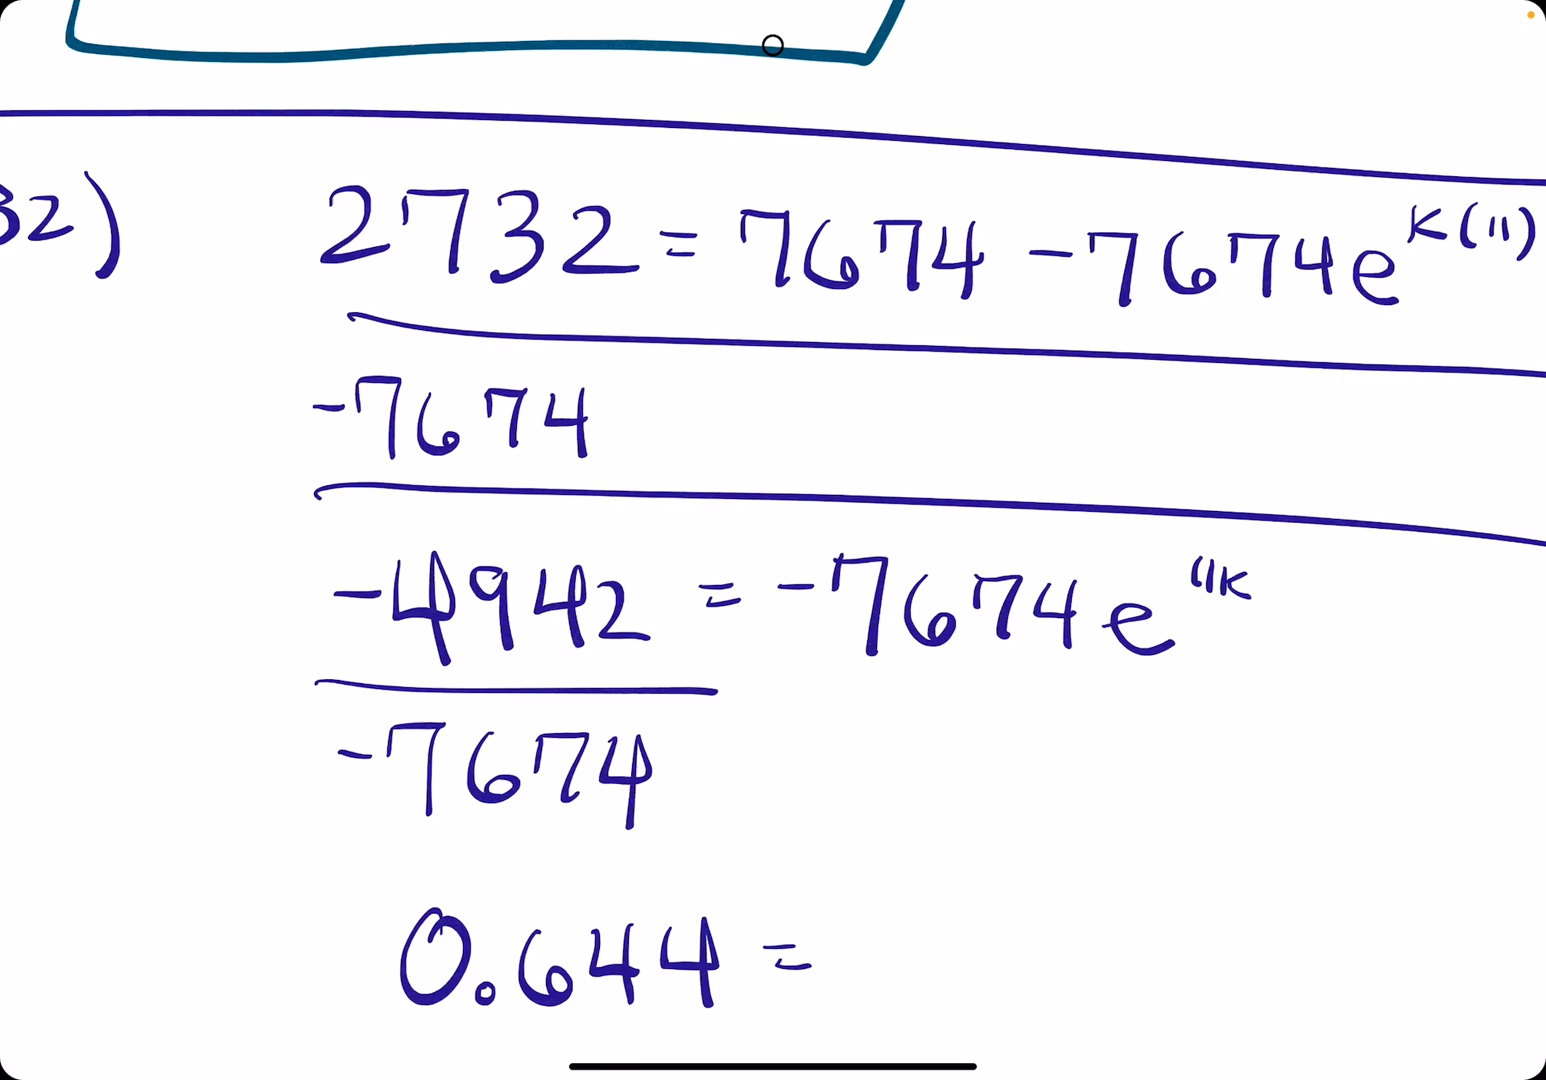 32) 2732 = 7674 - 7674e^K(11)
-7674
-4942 = -7674e^11K
-7674
0.644 =